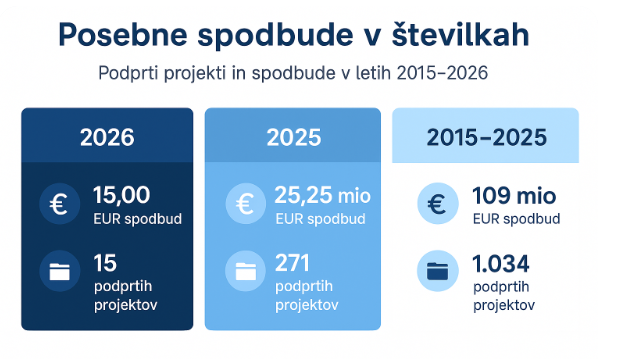 Posebne spodbude v številkah
Podprti projekti in spodbude v letih 2015–2026
2026
€ 15,00
EUR spodbud
15
podprtih
projektov
2025
€ 25,25 mio
EUR spodbud
271
podprtih
projektov
2015–2025
€ 109 mio
EUR spodbud
1.034
podprtih
projektov